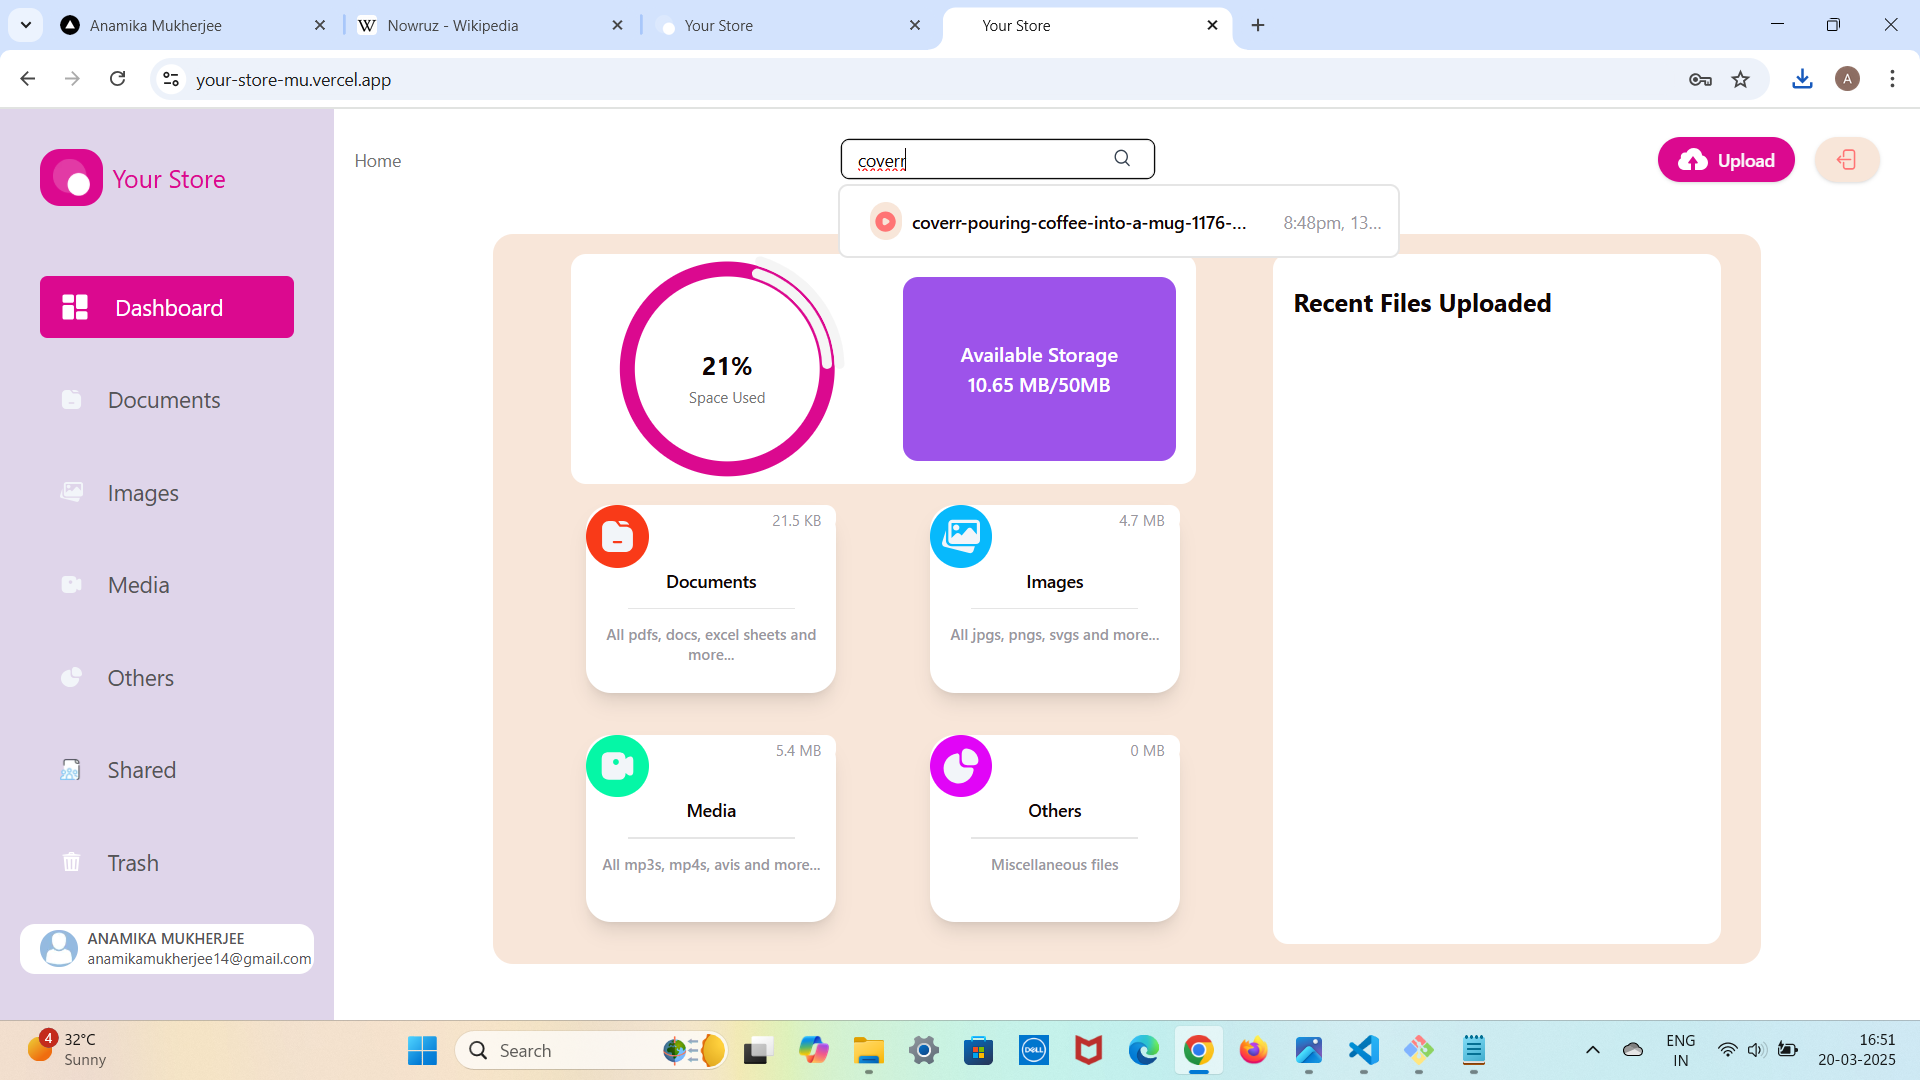 Anamika Mukherjee
Nowruz - Wikipedia
Your Store
Your Store
your-store-mu.vercel.app
A
Your Store
Home
coverr
Upload
coverr-pouring-coffee-into-a-mug-1176-...
8:48pm, 13...
Dashboard
Documents
Images
Media
Others
Shared
Trash
ANAMIKA MUKHERJEE
anamikamukherjee14@gmail.com
21%
Space Used
Available Storage
10.65 MB/50MB
Recent Files Uploaded
21.5 KB
Documents
All pdfs, docs, excel sheets and
more...
4.7 MB
Images
All jpgs, pngs, svgs and more...
5.4 MB
Media
All mp3s, mp4s, avis and more...
0 MB
Others
Miscellaneous files
4
32°C
Sunny
Search
DELL
ENG
IN
16:51
20-03-2025